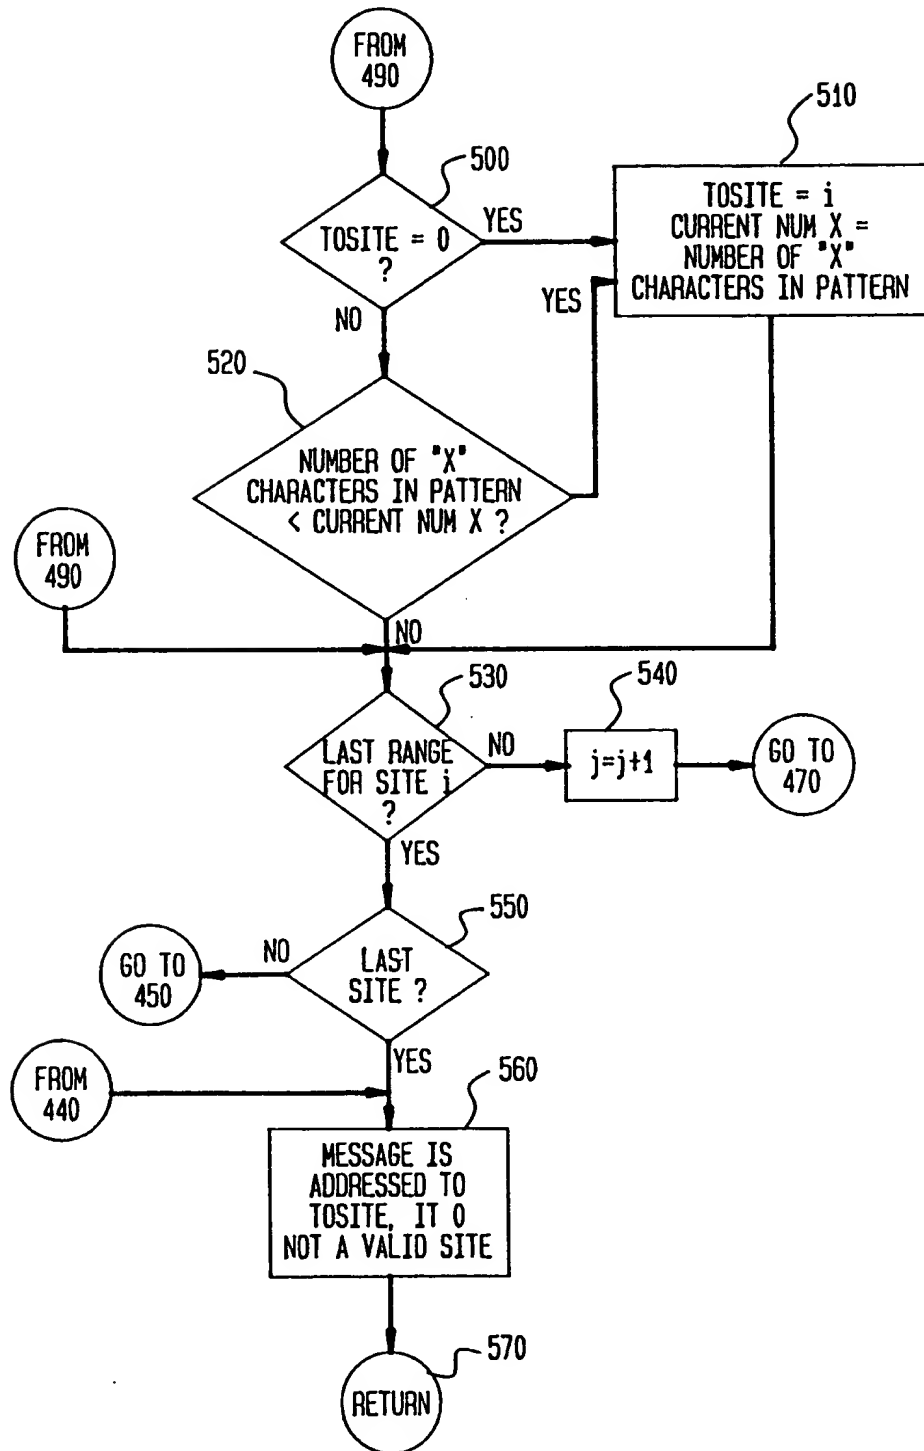 FROM
490
500
TOSITE = 0
?
YES
NO
510
TOSITE = i
CURRENT NUM X =
NUMBER OF "X"
CHARACTERS IN PATTERN
YES
520
NUMBER OF "X"
CHARACTERS IN PATTERN
< CURRENT NUM X ?
NO
FROM
490
530
LAST RANGE
FOR SITE i
?
NO
YES
540
j=j+1
GO TO
470
550
LAST
SITE ?
NO
YES
GO TO
450
FROM
440
560
MESSAGE IS
ADDRESSED TO
TOSITE, IT 0
NOT A VALID SITE
570
RETURN